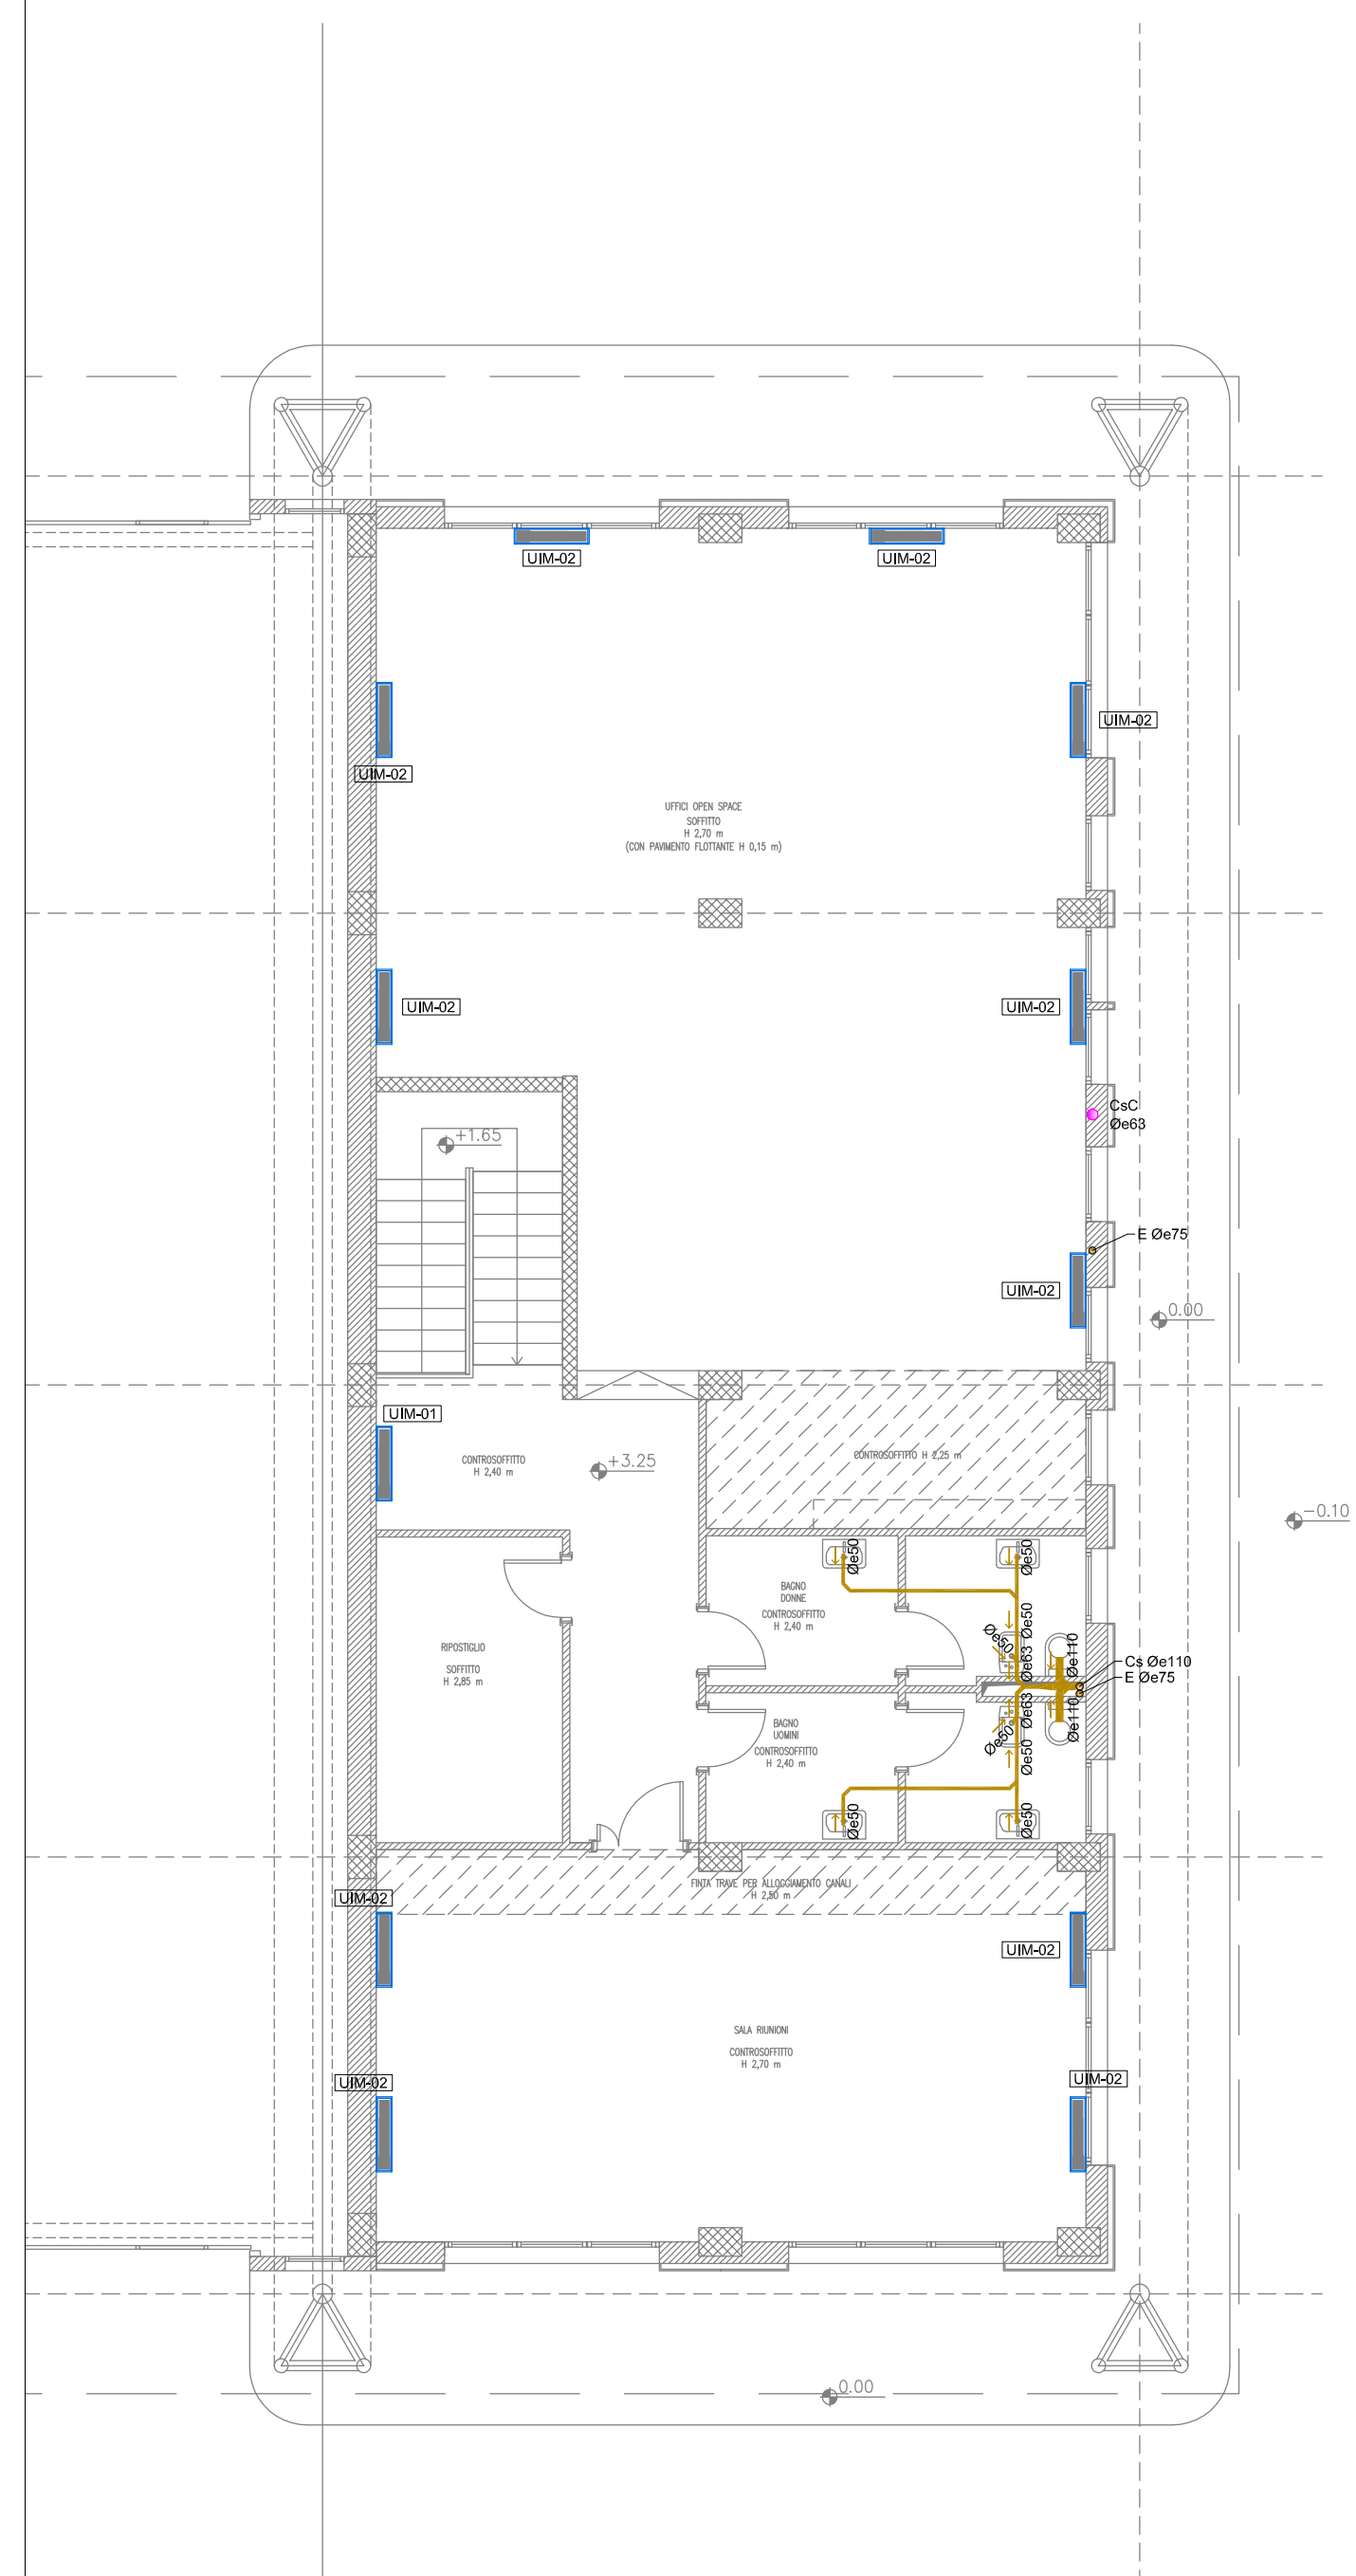 UIM-02
UIM-02
UIM-02
UIM-02
UFFICI OPEN SPACE
SOFFITTO
H 2,70 m
(CON PAVIMENTO FLOTTANTE H 0,15 m)
UIM-02
UIM-02
CsC
Øe63
+1.65
E Øe75
UIM-02
0.00
UIM-01
CONTROSOFFITTO
H 2,40 m
+3.25
CONTROSOFFITTO H 2,25 m
-0.10
Øe50
Øe50
BAGNO
DONNE
CONTROSOFFITTO
H 2,40 m
Øe50
Øe50
Øe63
Øe110
RIPOSTIGLIO
SOFFITTO
H 2,85 m
Cs Øe110
E Øe75
BAGNO
UOMINI
CONTROSOFFITTO
H 2,40 m
Øe63
Øe110
Øe50
Øe50
Øe50
Øe50
FINTA TRAVE PER ALLOGGIAMENTO CANALI
H 2,50 m
UIM-02
UIM-02
SALA RIUNIONI
CONTROSOFFITTO
H 2,70 m
UIM-02
UIM-02
0.00